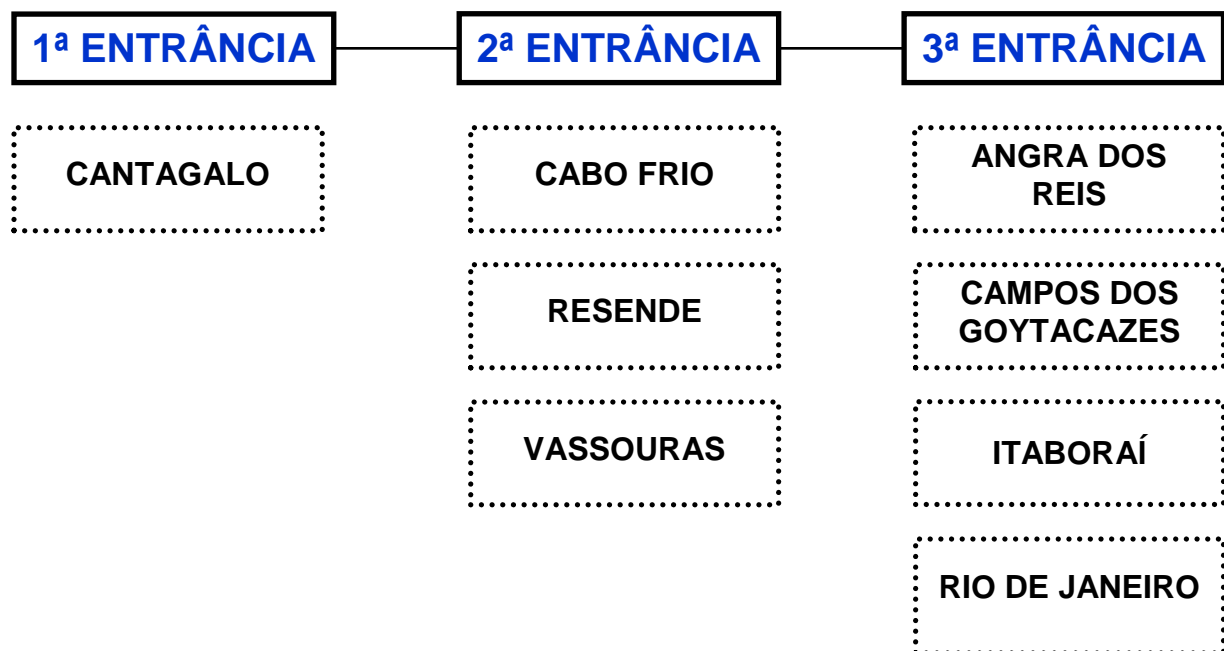 1ª ENTRÂNCIA
2ª ENTRÂNCIA
3ª ENTRÂNCIA
CANTAGALO
CABO FRIO
ANGRA DOS
REIS
RESENDE
CAMPOS DOS
GOYTACAZES
VASSOURAS
ITABORAÍ
RIO DE JANEIRO